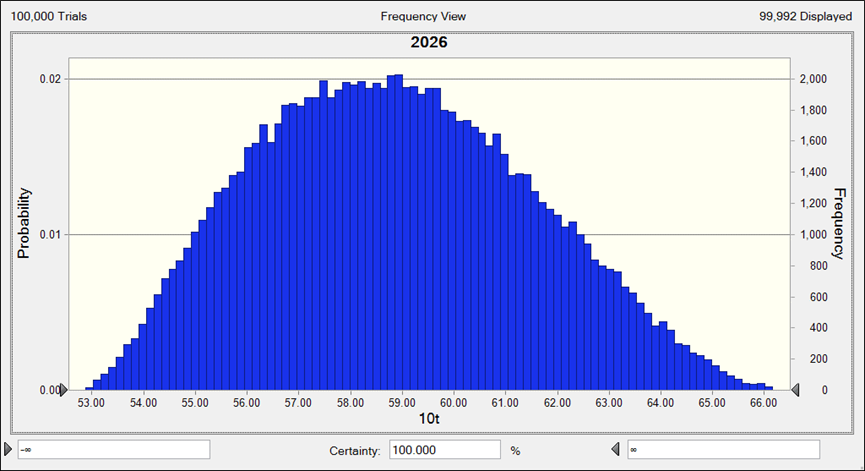 100,000 Trials Frequency View 99,992 Displayed
2026
0.02 2,000
1,800
1,600
1,400
1,200
0.01 1,000
800
600
400
200
0.00 0
Probability
Frequency
53.00 54.00 55.00 56.00 57.00 58.00 59.00 60.00 61.00 62.00 63.00 64.00 65.00 66.00
10t
-∞ Certainty: 100.000 % ∞